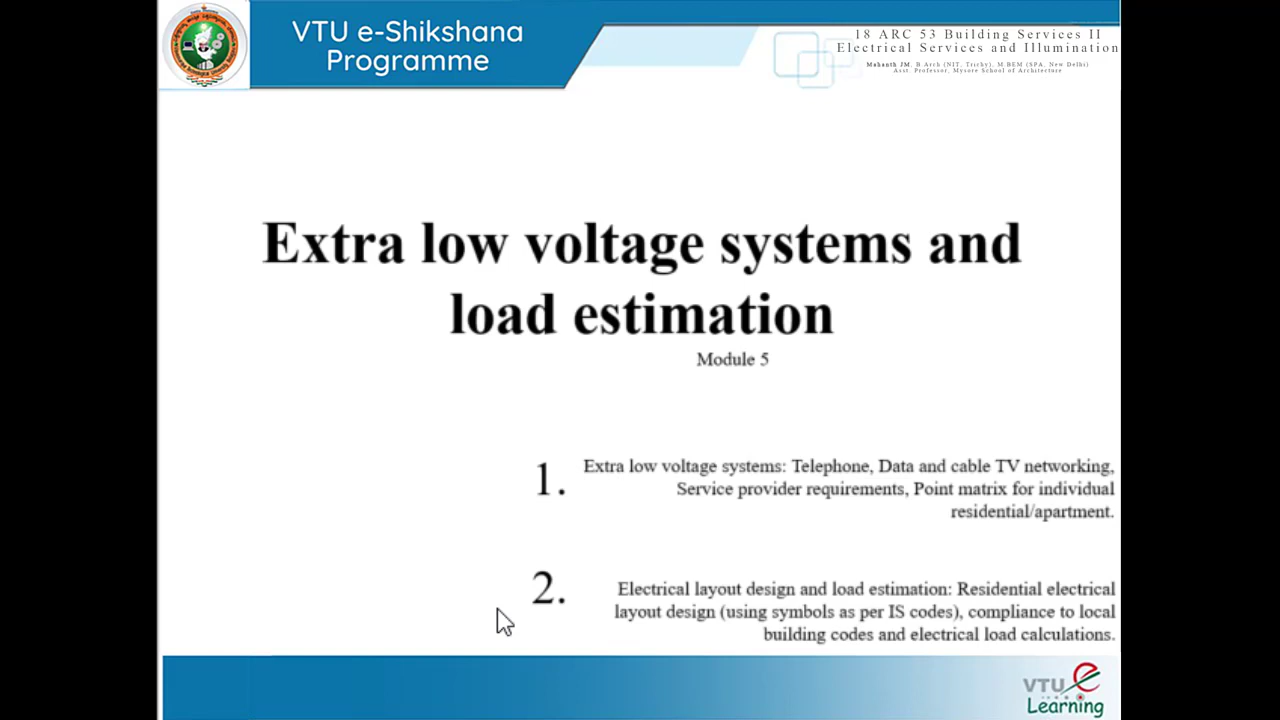 VTU e-Shikshana
Programme
18 ARC 53 Building Services II
Electrical Services and Illumination
Mahanth JM, B.Arch (NIT, Trichy), M.BEM (SPA, New Delhi)
Asst. Professor, Mysore School of Architecture
Extra low voltage systems and
load estimation
Module 5
1. Extra low voltage systems: Telephone, Data and cable TV networking,
Service provider requirements, Point matrix for individual
residential/apartment.
2. Electrical layout design and load estimation: Residential electrical
layout design (using symbols as per IS codes), compliance to local
building codes and electrical load calculations.
VTU e
Learning